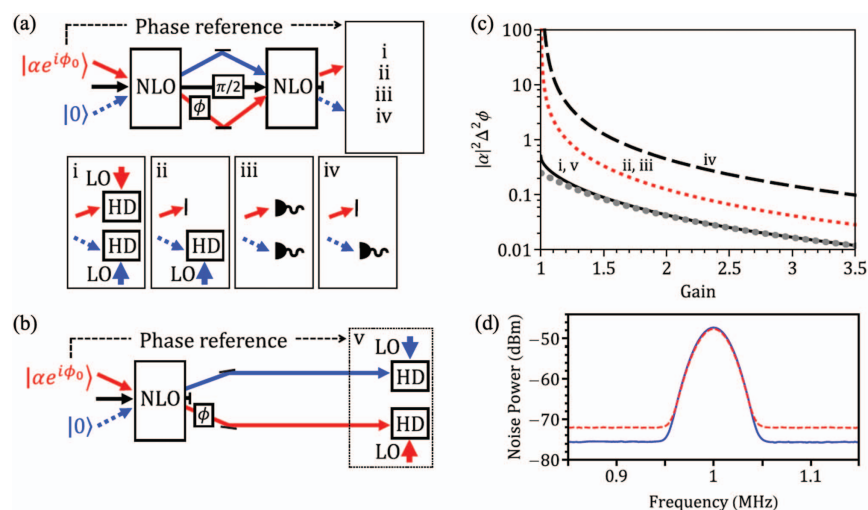 (a)
Phase reference
|αe^{iϕ₀}⟩
NLO
π/2
ϕ
NLO
|0⟩
i
ii
iii
iv
i
LO
HD
HD
LO
ii
HD
LO
iii
iv
(b)
Phase reference
v
|αe^{iϕ₀}⟩
NLO
ϕ
|0⟩
LO
HD
HD
LO
(c)
|α|²Δ²ϕ
100
10
1
0.1
0.01
i, v
ii, iii
iv
1 1.5 2 2.5 3 3.5
Gain
(d)
Noise Power (dBm)
−50
−60
−70
−80
0.9 1 1.1
Frequency (MHz)